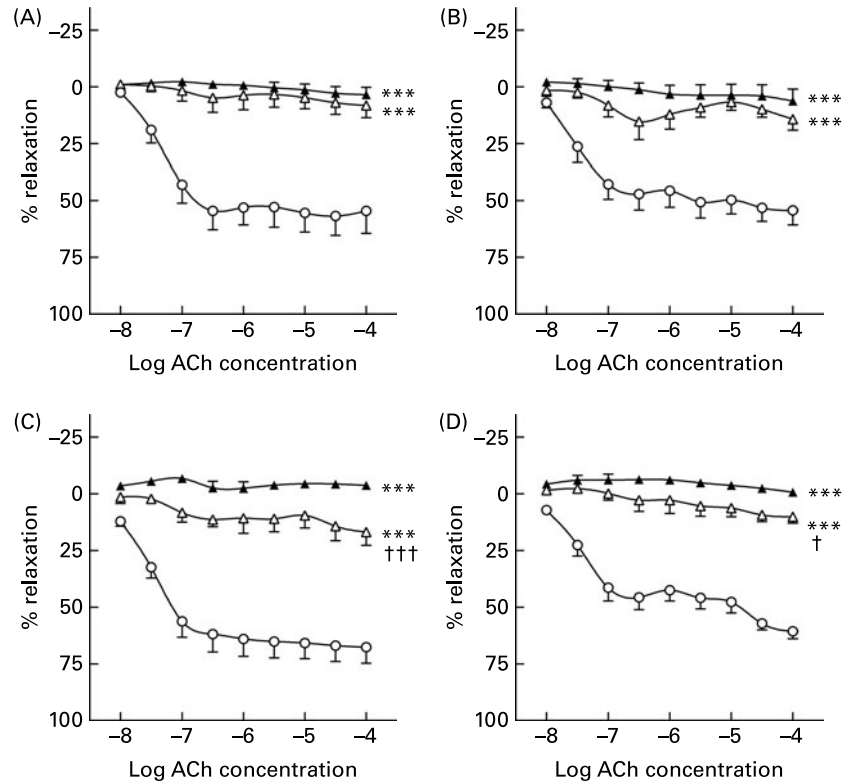 (A)
% relaxation
–25
0
25
50
75
100
***
***
–8 –7 –6 –5 –4
Log ACh concentration
(B)
% relaxation
–25
0
25
50
75
100
***
***
–8 –7 –6 –5 –4
Log ACh concentration
(C)
% relaxation
–25
0
25
50
75
100
***
***
†††
–8 –7 –6 –5 –4
Log ACh concentration
(D)
% relaxation
–25
0
25
50
75
100
***
***
†
–8 –7 –6 –5 –4
Log ACh concentration